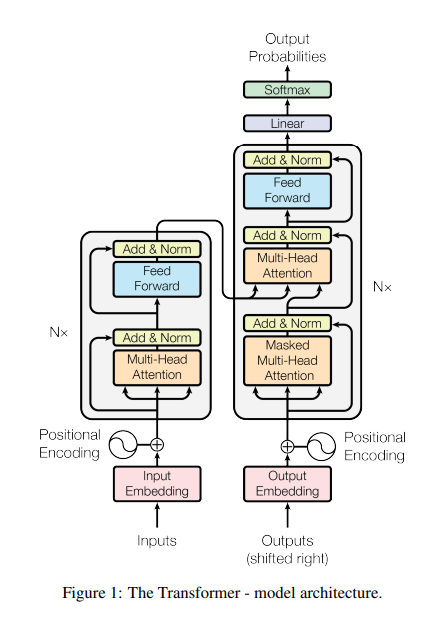 Output
Probabilities
Softmax
Linear
Add & Norm
Feed
Forward
Add & Norm
Multi-Head
Attention
Nx
Add & Norm
Masked
Multi-Head
Attention
Add & Norm
Feed
Forward
Nx
Add & Norm
Multi-Head
Attention
Positional
Encoding
Positional
Encoding
Input
Embedding
Output
Embedding
Inputs
Outputs
(shifted right)
Figure 1: The Transformer - model architecture.